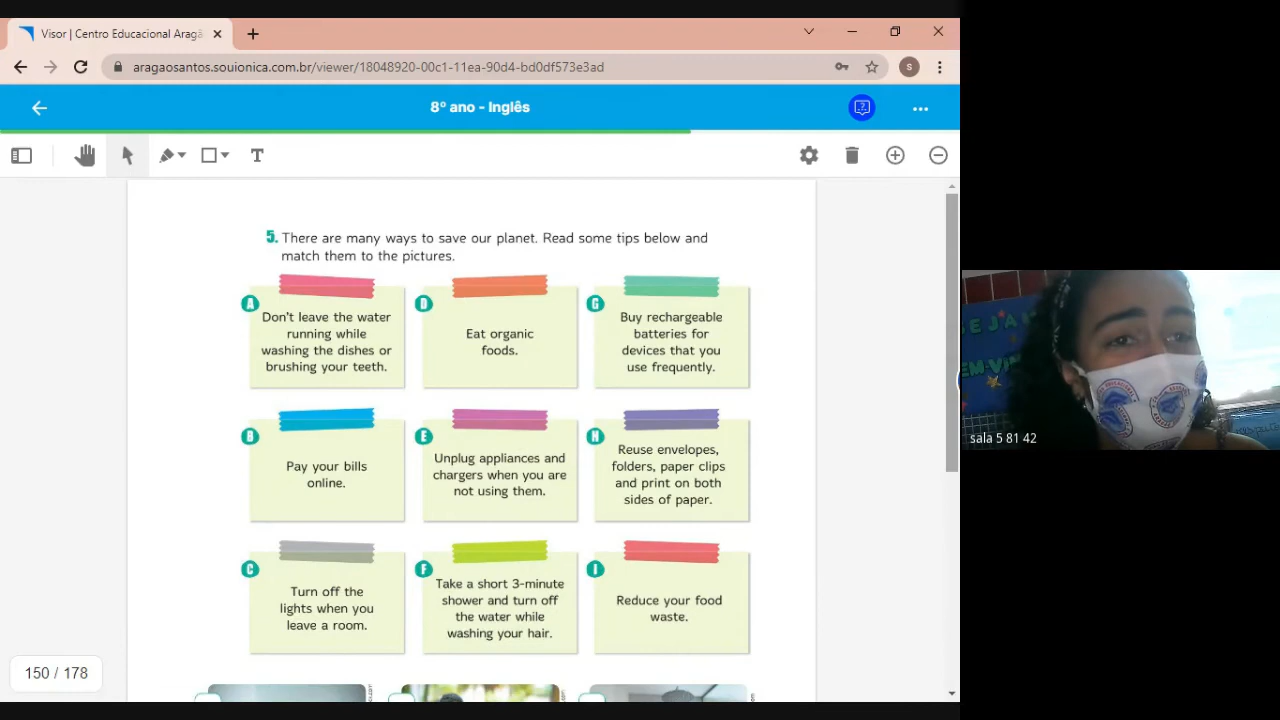 Visor | Centro Educacional Aragã
aragaosantos.souionica.com.br/viewer/18048920-00c1-11ea-90d4-bd0df573e3ad
S
8º ano - Inglês
T
5. There are many ways to save our planet. Read some tips below and
match them to the pictures.
A
Don't leave the water
running while
washing the dishes or
brushing your teeth.
D
Eat organic
foods.
G
Buy rechargeable
batteries for
devices that you
use frequently.
B
Pay your bills
online.
E
Unplug appliances and
chargers when you are
not using them.
H
Reuse envelopes,
folders, paper clips
and print on both
sides of paper.
C
Turn off the
lights when you
leave a room.
F
Take a short 3-minute
shower and turn off
the water while
washing your hair.
I
Reduce your food
waste.
150 / 178
sala 5 81 42